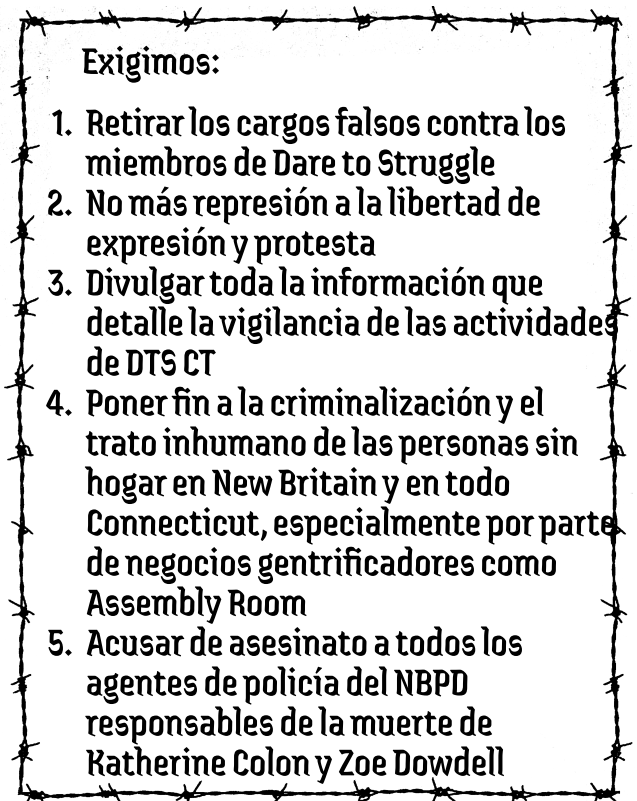 Exigimos:
1. Retirar los cargos falsos contra los
miembros de Dare to Struggle
2. No más represión a la libertad de
expresión y protesta
3. Divulgar toda la información que
detalle la vigilancia de las actividades
de DTS CT
4. Poner fin a la criminalización y el
trato inhumano de las personas sin
hogar en New Britain y en todo
Connecticut, especialmente por parte
de negocios gentrificadores como
Assembly Room
5. Acusar de asesinato a todos los
agentes de policía del NBPD
responsables de la muerte de
Katherine Colon y Zoe Dowdell